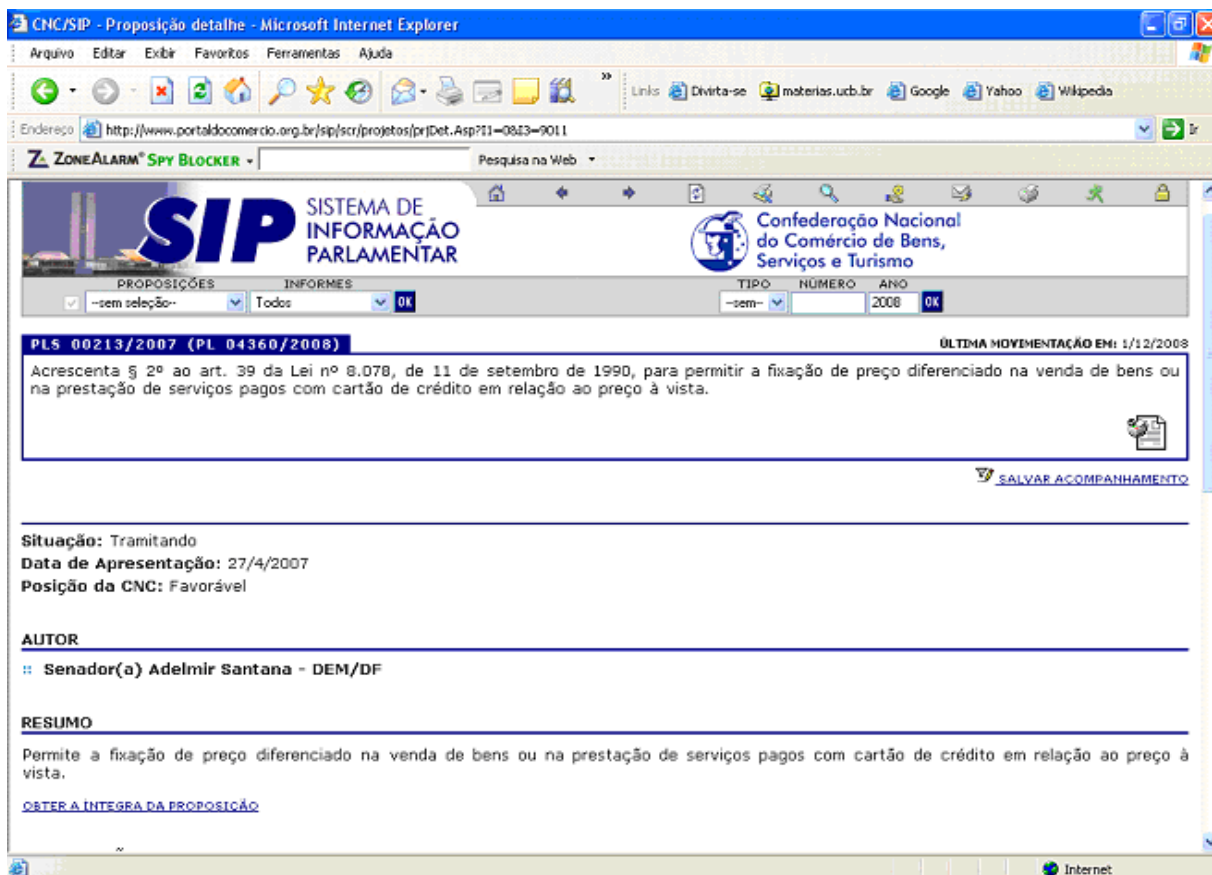 CNC/SIP - Proposição detalhe - Microsoft Internet Explorer
Arquivo Editar Exibir Favoritos Ferramentas Ajuda
» Links Divirta-se materias.ucb.br Google Yahoo Wikipedia
Endereço http://www.portaldocomercio.org.br/sip/scr/projetos/prjDet.Asp?I1=08&I3=9011 Ir
ZONEALARM® SPY BLOCKER Pesquisa na Web
SIP SISTEMA DE INFORMAÇÃO PARLAMENTAR
Confederação Nacional
do Comércio de Bens,
Serviços e Turismo
PROPOSIÇÕES INFORMES TIPO NÚMERO ANO
--sem seleção-- Todos OK --sem-- 2008 OK
PLS 00213/2007 (PL 04360/2008) ÚLTIMA MOVIMENTAÇÃO EM: 1/12/2008
Acrescenta § 2º ao art. 39 da Lei nº 8.078, de 11 de setembro de 1990, para permitir a fixação de preço diferenciado na venda de bens ou
na prestação de serviços pagos com cartão de crédito em relação ao preço à vista.
SALVAR ACOMPANHAMENTO
Situação: Tramitando
Data de Apresentação: 27/4/2007
Posição da CNC: Favorável
AUTOR
:: Senador(a) Adelmir Santana - DEM/DF
RESUMO
Permite a fixação de preço diferenciado na venda de bens ou na prestação de serviços pagos com cartão de crédito em relação ao preço à
vista.
OBTER A ÍNTEGRA DA PROPOSIÇÃO
Internet